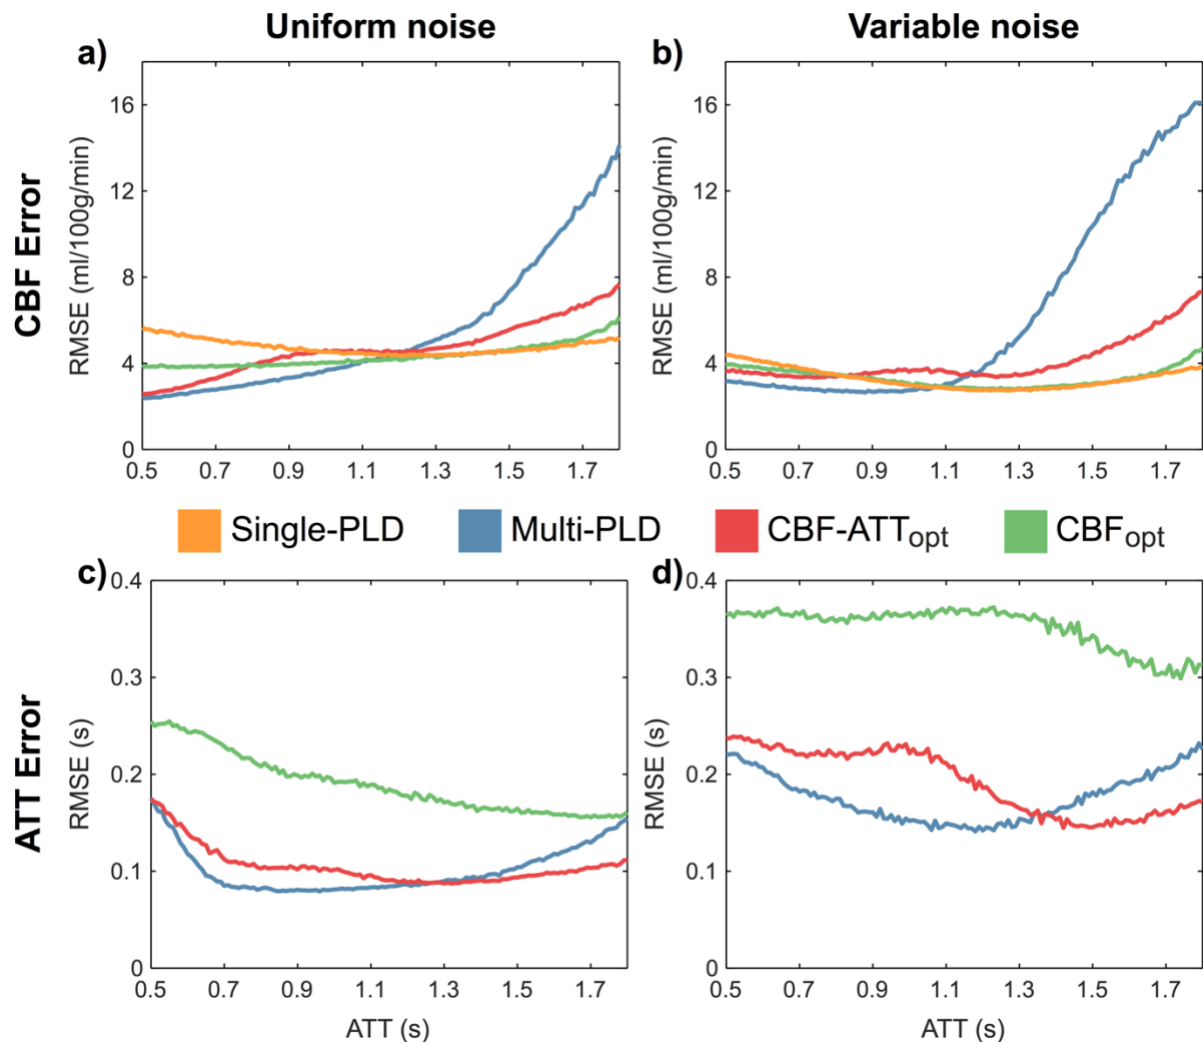 Uniform noise
Variable noise
a)
b)
CBF Error
RMSE (ml/100g/min)
16
12
8
4
0
0.5 0.7 0.9 1.1 1.3 1.5 1.7
RMSE (ml/100g/min)
16
12
8
4
0
0.5 0.7 0.9 1.1 1.3 1.5 1.7
Single-PLD Multi-PLD CBF-ATTopt CBFopt
c)
d)
ATT Error
RMSE (s)
0.4
0.3
0.2
0.1
0
0.5 0.7 0.9 1.1 1.3 1.5 1.7
ATT (s)
RMSE (s)
0.4
0.3
0.2
0.1
0
0.5 0.7 0.9 1.1 1.3 1.5 1.7
ATT (s)